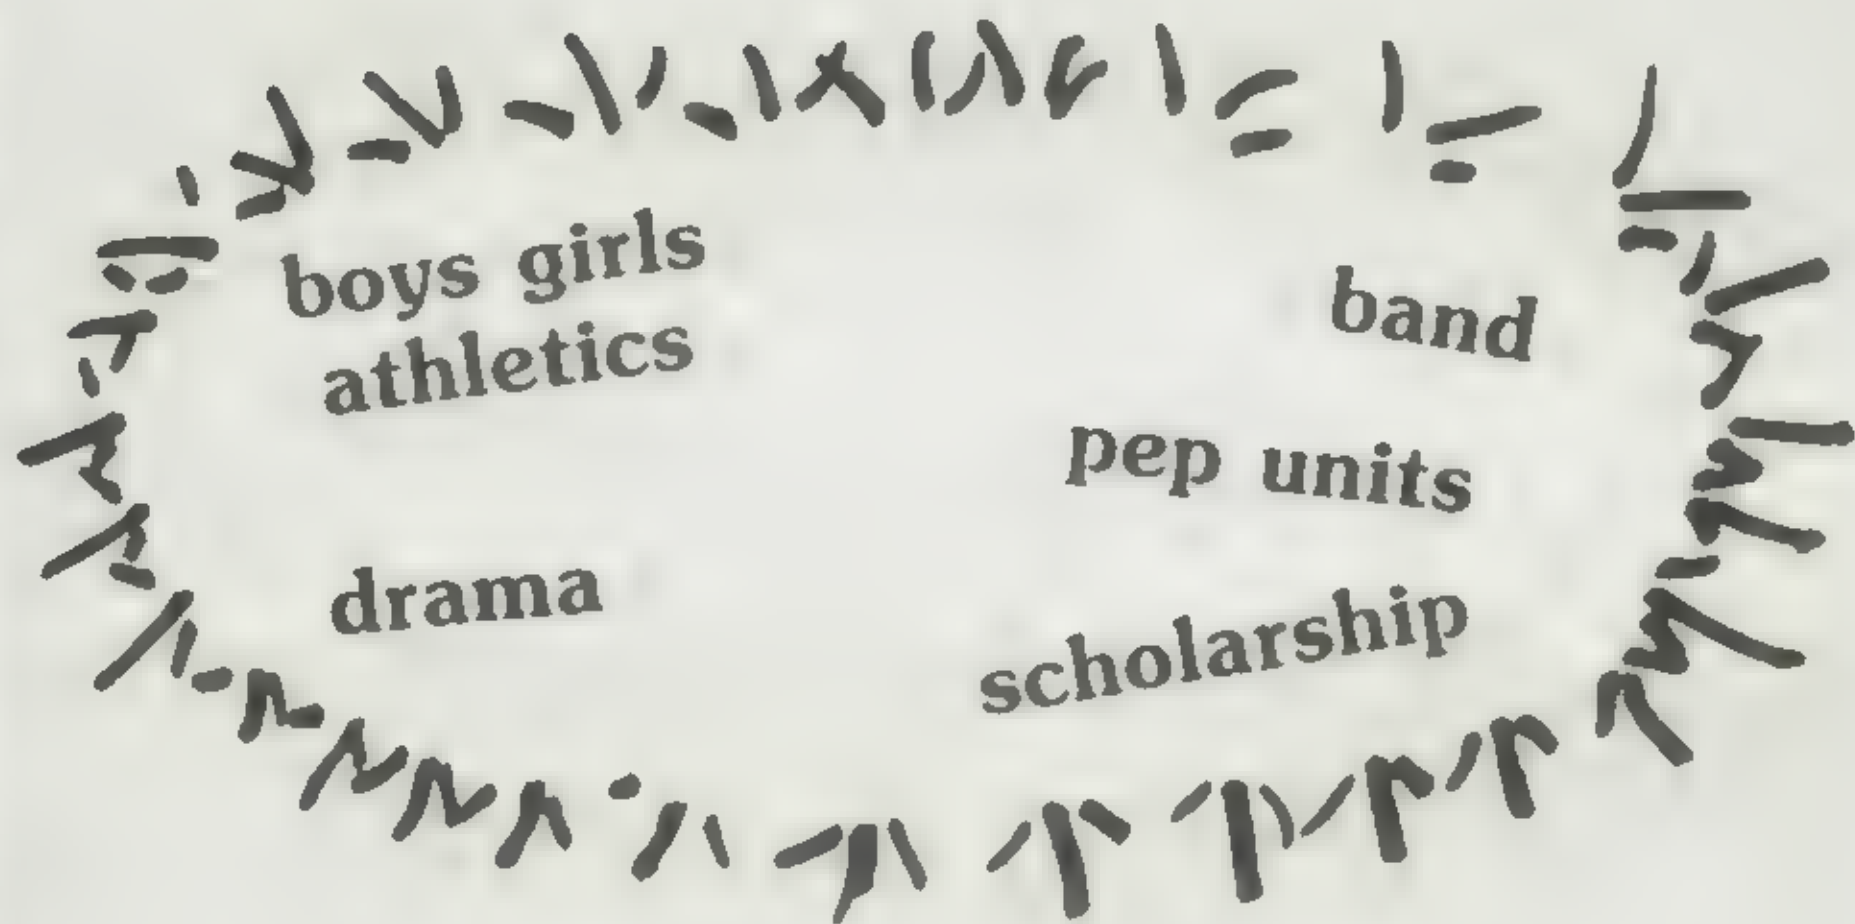 boys girls
athletics
band
pep units
drama
scholarship